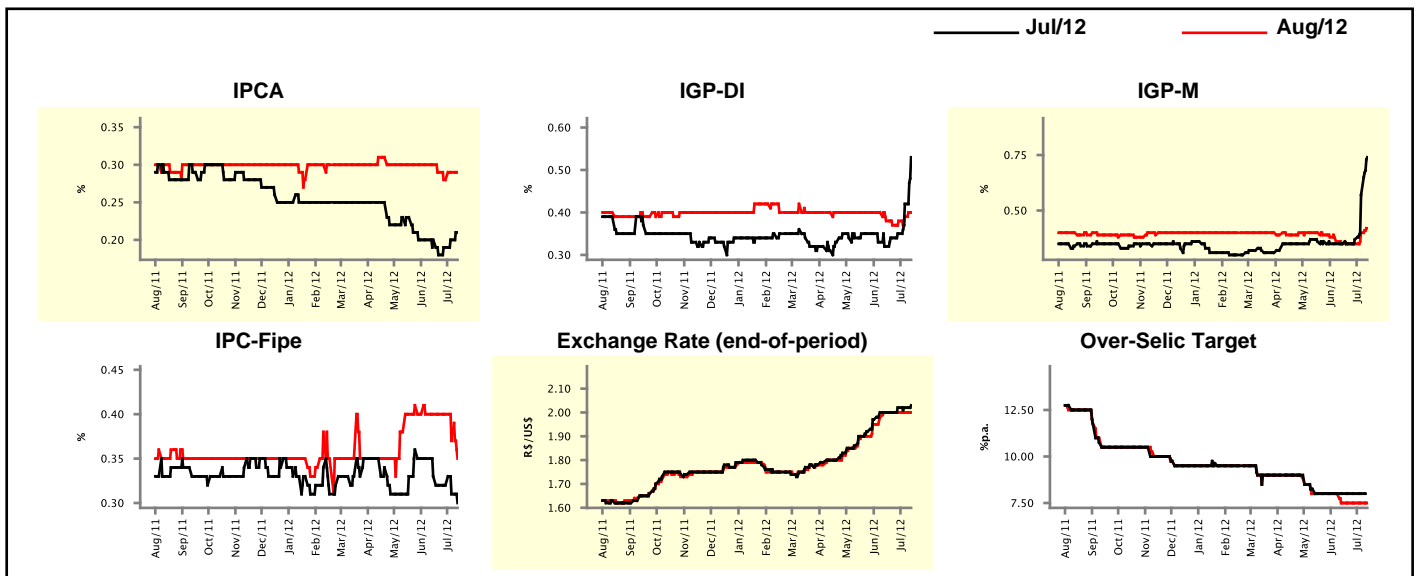 Jul/12 Aug/12
IPCA
0.35
0.30
0.25
0.20
%
Aug/11 Sep/11 Oct/11 Nov/11 Dec/11 Jan/12 Feb/12 Mar/12 Apr/12 May/12 Jun/12 Jul/12
IGP-DI
0.60
0.50
0.40
0.30
%
Aug/11 Sep/11 Oct/11 Nov/11 Dec/11 Jan/12 Feb/12 Mar/12 Apr/12 May/12 Jun/12 Jul/12
IGP-M
0.75
0.50
%
Aug/11 Sep/11 Oct/11 Nov/11 Dec/11 Jan/12 Feb/12 Mar/12 Apr/12 May/12 Jun/12 Jul/12
IPC-Fipe
0.45
0.40
0.35
0.30
%
Aug/11 Sep/11 Oct/11 Nov/11 Dec/11 Jan/12 Feb/12 Mar/12 Apr/12 May/12 Jun/12 Jul/12
Exchange Rate (end-of-period)
2.10
2.00
1.90
1.80
1.70
1.60
R$/US$
Aug/11 Sep/11 Oct/11 Nov/11 Dec/11 Jan/12 Feb/12 Mar/12 Apr/12 May/12 Jun/12 Jul/12
Over-Selic Target
12.50
10.00
7.50
%p.a.
Aug/11 Sep/11 Oct/11 Nov/11 Dec/11 Jan/12 Feb/12 Mar/12 Apr/12 May/12 Jun/12 Jul/12